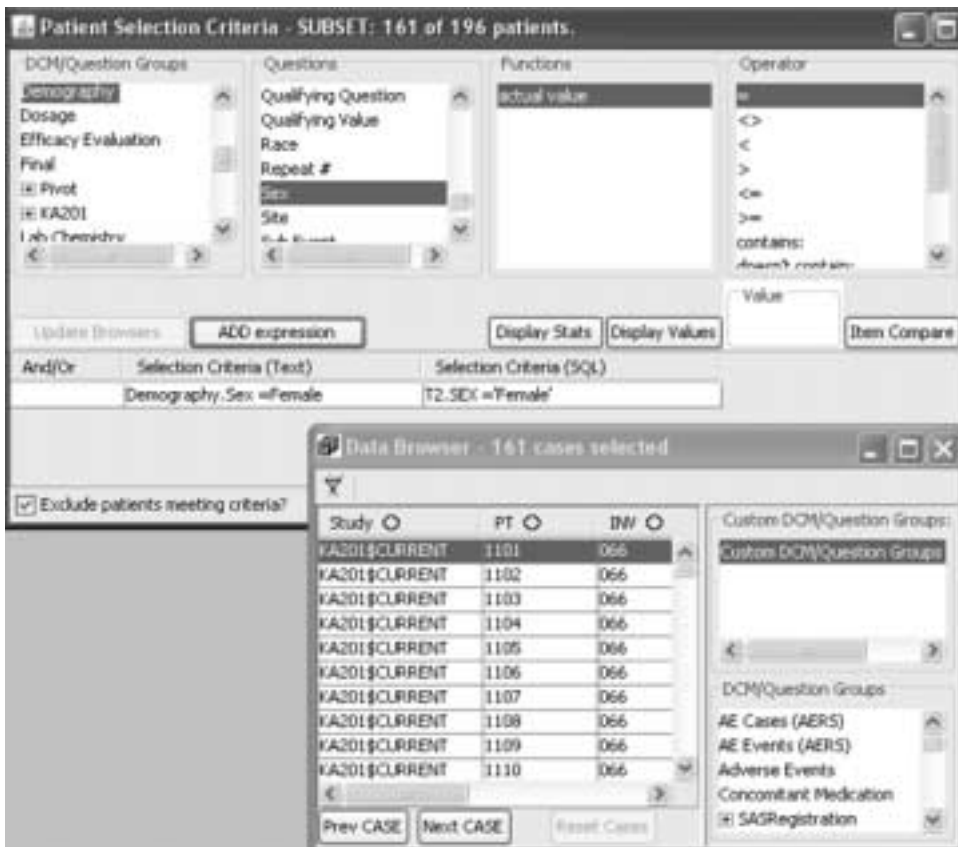 Patient Selection Criteria - SUBSET: 161 of 196 patients.
DCM/Question Groups
Questions
Functions
Operator
Demography
Dosage
Efficacy Evaluation
Final
Pivot
KA201
Lab Chemistry
Qualifying Question
Qualifying Value
Race
Repeat #
Sex
Site
Sub Event
actual value
=
<>
<
>
<=
>=
contains:
doesn't contain:
Value
Update Browsers
ADD expression
Display Stats
Display Values
Item Compare
And/Or Selection Criteria (Text) Selection Criteria (SQL)
Demography.Sex =Female T2.SEX ='Female'
Exclude patients meeting criteria?
Data Browser - 161 cases selected
Study PT INV
KA201$CURRENT 1101 066
KA201$CURRENT 1102 066
KA201$CURRENT 1103 066
KA201$CURRENT 1104 066
KA201$CURRENT 1105 066
KA201$CURRENT 1106 066
KA201$CURRENT 1107 066
KA201$CURRENT 1108 066
KA201$CURRENT 1109 066
KA201$CURRENT 1110 066
Prev CASE
Next CASE
Reset Cases
Custom DCM/Question Groups:
Custom DCM/Question Groups
DCM/Question Groups
AE Cases (AERS)
AE Events (AERS)
Adverse Events
Concomitant Medication
SASRegistration